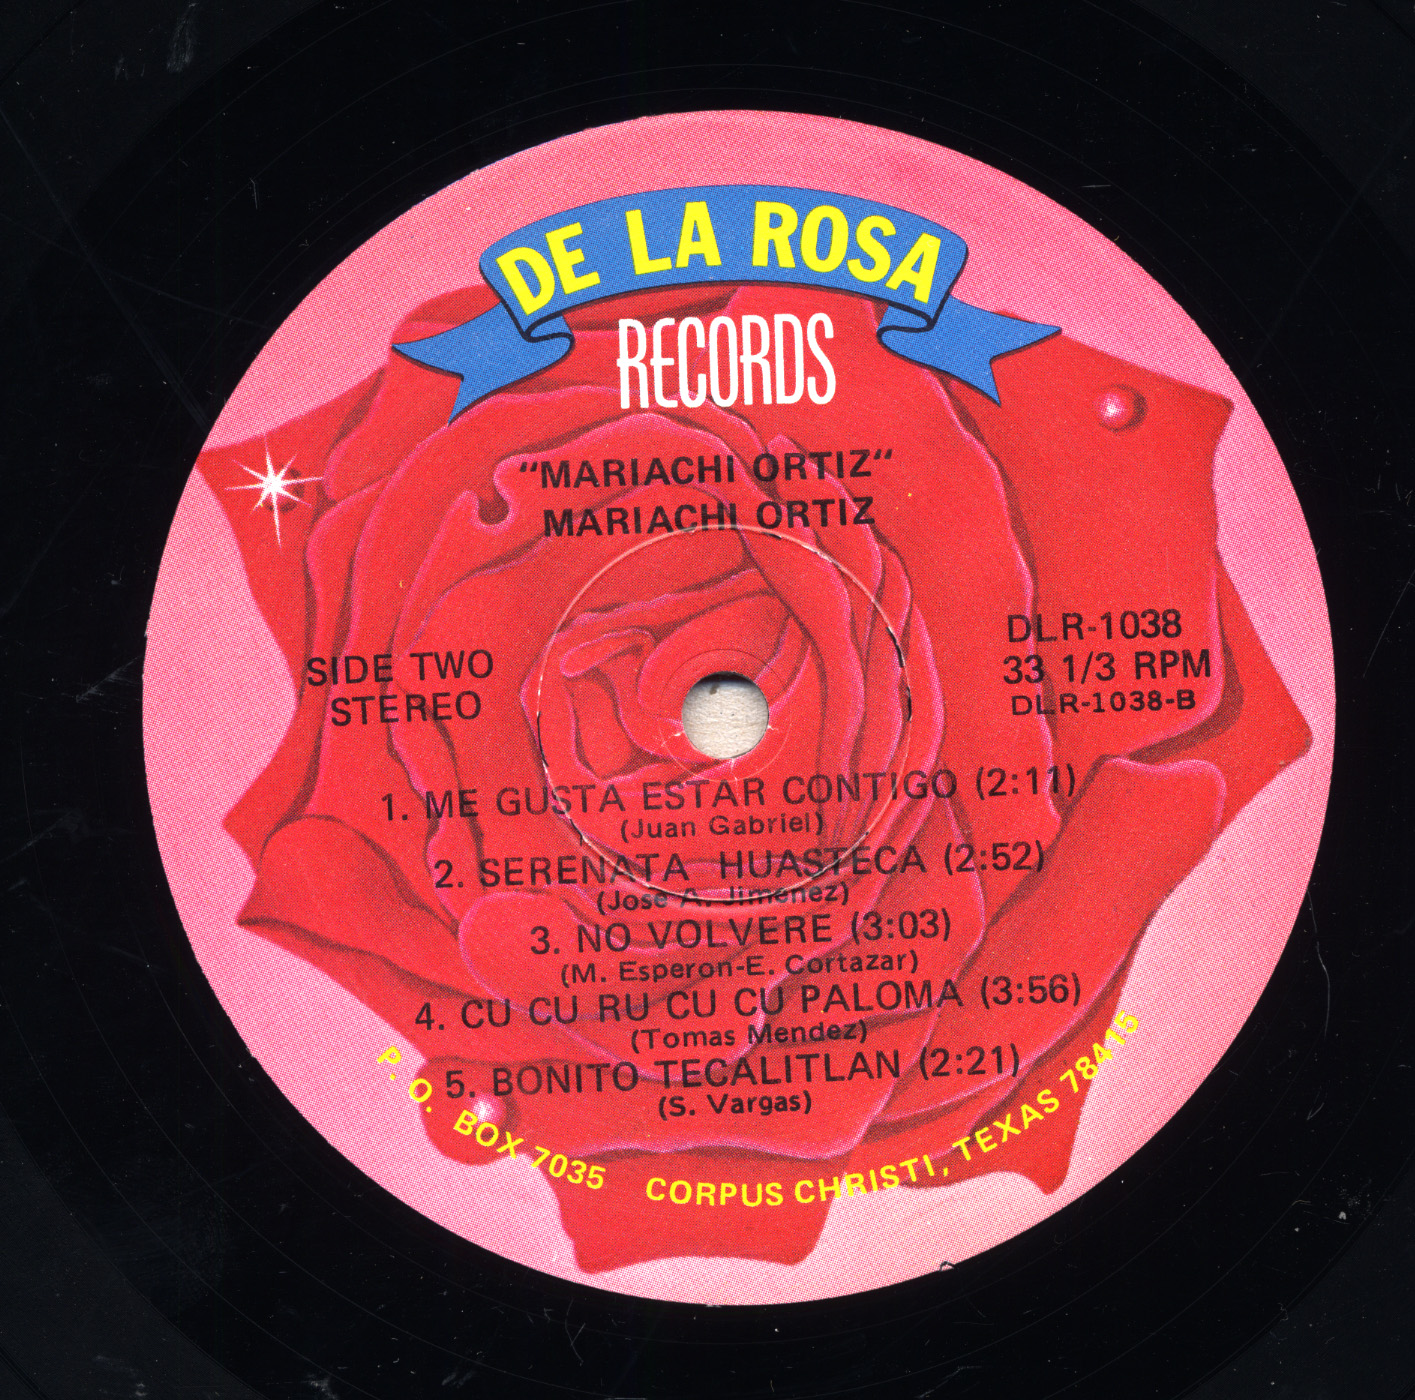 DE LA ROSA
RECORDS
"MARIACHI ORTIZ"
MARIACHI ORTIZ
SIDE TWO
STEREO
DLR-1038
33 1/3 RPM
DLR-1038-B
1. ME GUSTA ESTAR CONTIGO (2:11)
(Juan Gabriel)
2. SERENATA HUASTECA (2:52)
(Jose A. Jimenez)
3. NO VOLVERE (3:03)
(M. Esperon-E. Cortazar)
4. CU CU RU CU CU PALOMA (3:56)
(Tomas Mendez)
5. BONITO TECALITLAN (2:21)
(S. Vargas)
P. O. BOX 7035 CORPUS CHRISTI, TEXAS 78415